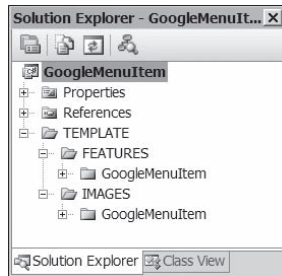 Solution Explorer - GoogleMenuIt...
GoogleMenuItem
Properties
References
TEMPLATE
FEATURES
GoogleMenuItem
IMAGES
GoogleMenuItem
Solution Explorer Class View